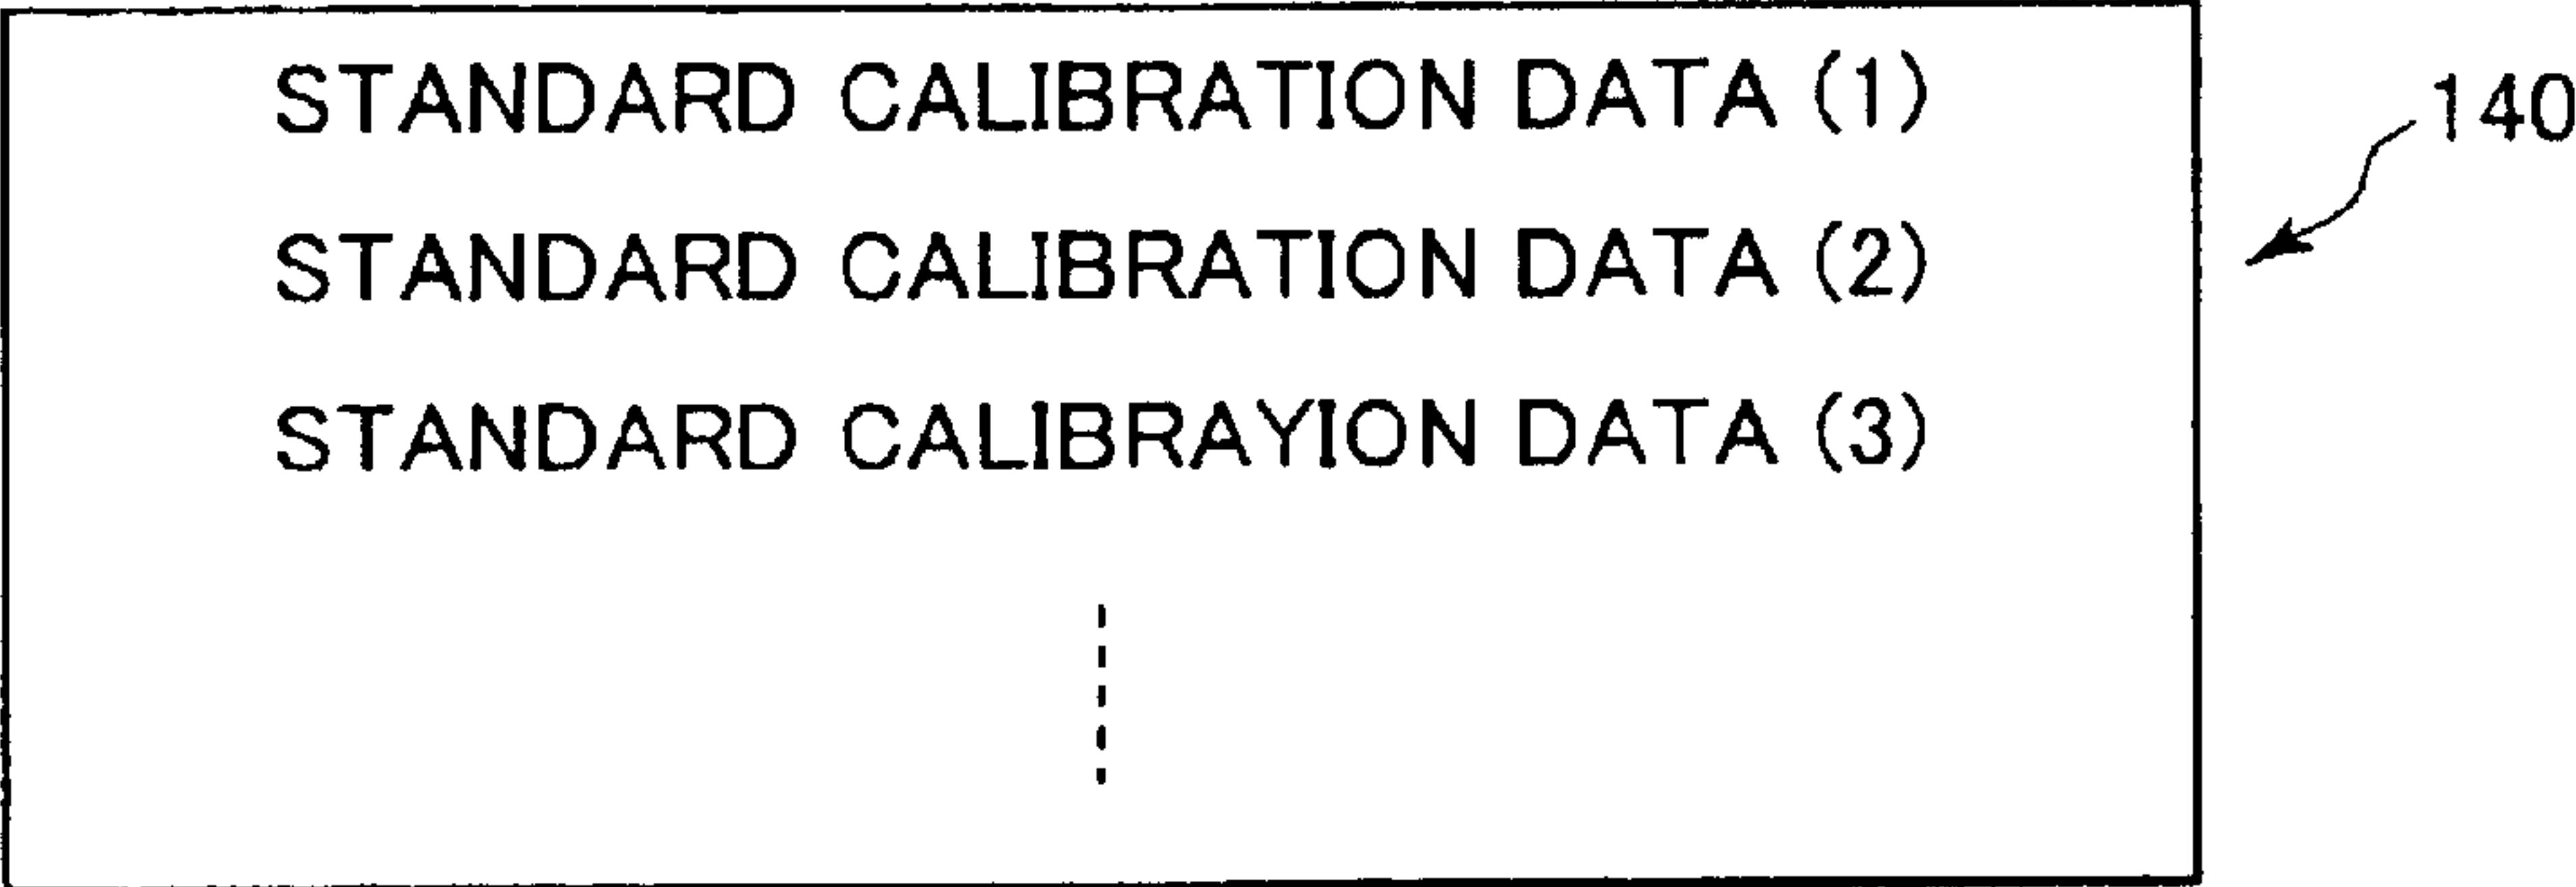 STANDARD CALIBRATION DATA (1)
140
STANDARD CALIBRATION DATA (2)
STANDARD CALIBRAYION DATA (3)